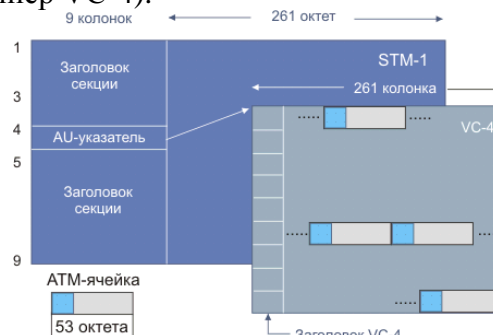 нер VC-4).
9 колонок
261 октет
1
Заголовок
секции
STM-1
3
261 колонка
4
AU-указатель
VC-4
5
Заголовок
секции
9
ATM-ячейка
53 октета
Заголовок VC-4